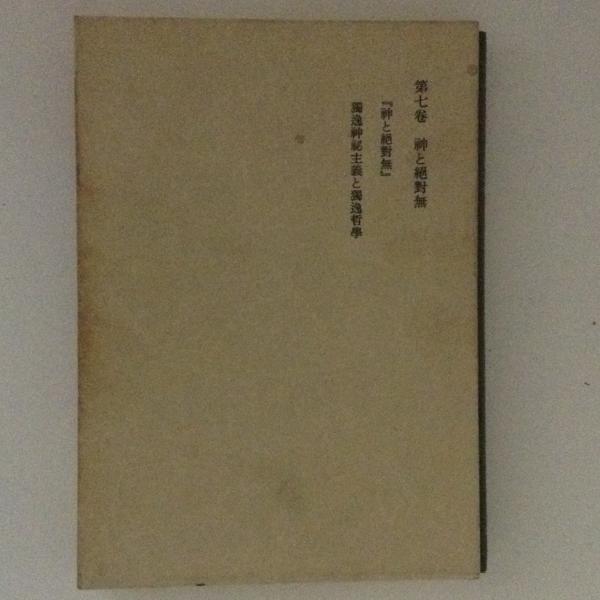 第七卷 神と絕對無
『神と絕對無』
獨逸神祕主義と獨逸哲學